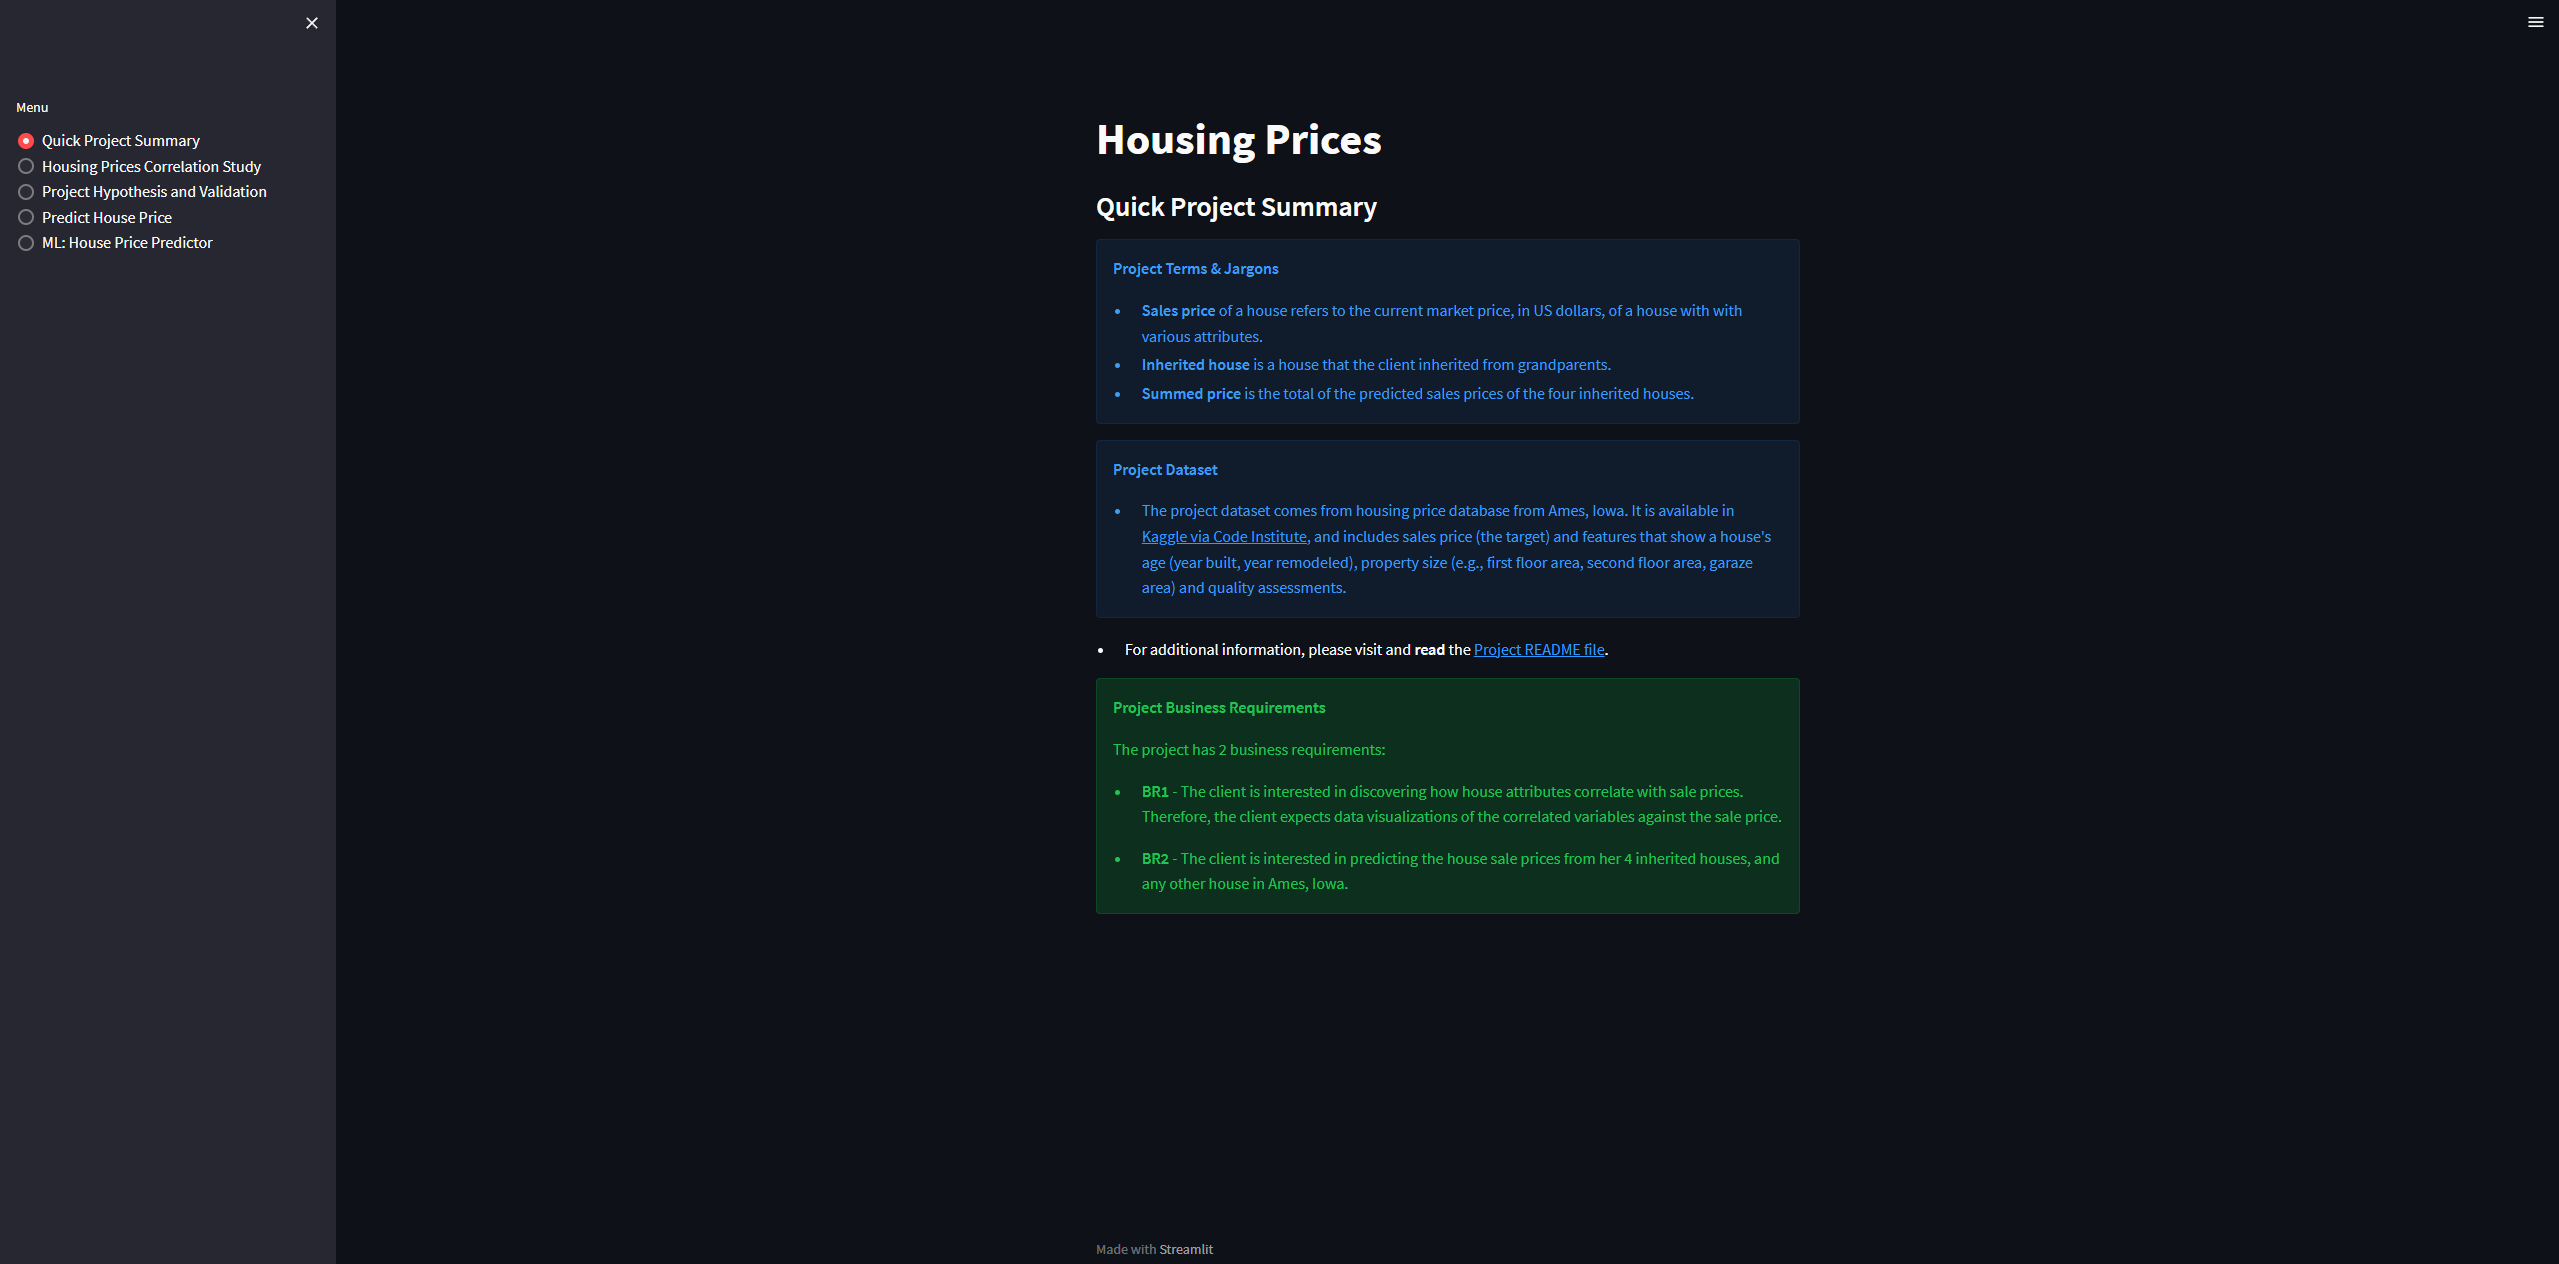 Menu
Quick Project Summary
Housing Prices Correlation Study
Project Hypothesis and Validation
Predict House Price
ML: House Price Predictor
Housing Prices
Quick Project Summary
Project Terms & Jargons
• Sales price of a house refers to the current market price, in US dollars, of a house with with
various attributes.
• Inherited house is a house that the client inherited from grandparents.
• Summed price is the total of the predicted sales prices of the four inherited houses.
Project Dataset
• The project dataset comes from housing price database from Ames, Iowa. It is available in
Kaggle via Code Institute, and includes sales price (the target) and features that show a house's
age (year built, year remodeled), property size (e.g., first floor area, second floor area, garaze
area) and quality assessments.
• For additional information, please visit and read the Project README file.
Project Business Requirements
The project has 2 business requirements:
• BR1 - The client is interested in discovering how house attributes correlate with sale prices.
Therefore, the client expects data visualizations of the correlated variables against the sale price.
• BR2 - The client is interested in predicting the house sale prices from her 4 inherited houses, and
any other house in Ames, Iowa.
Made with Streamlit